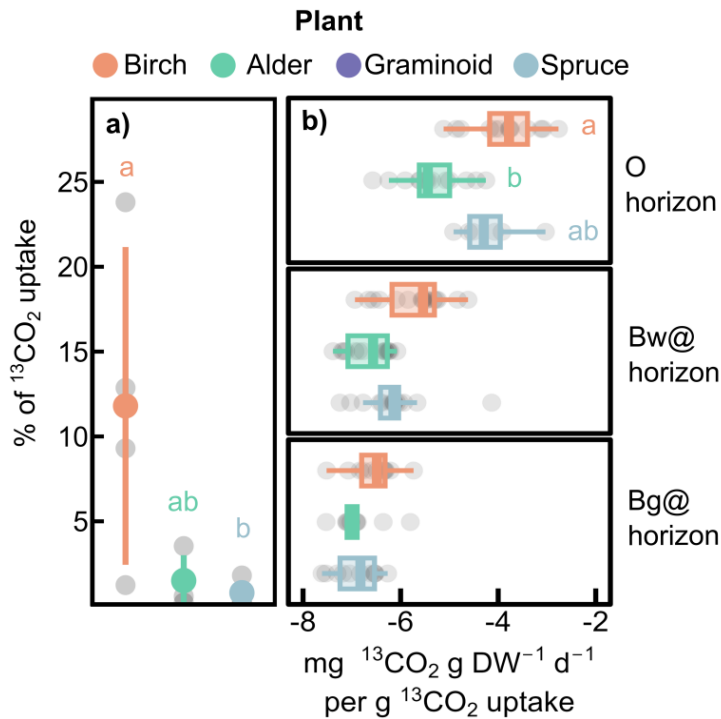 Plant
Birch Alder Graminoid Spruce
a)
a
ab
b
25
20
15
10
5
% of ¹³CO₂ uptake
b)
a
b
ab
O
horizon
Bw@
horizon
Bg@
horizon
-8 -6 -4 -2
mg ¹³CO₂ g DW⁻¹ d⁻¹
per g ¹³CO₂ uptake